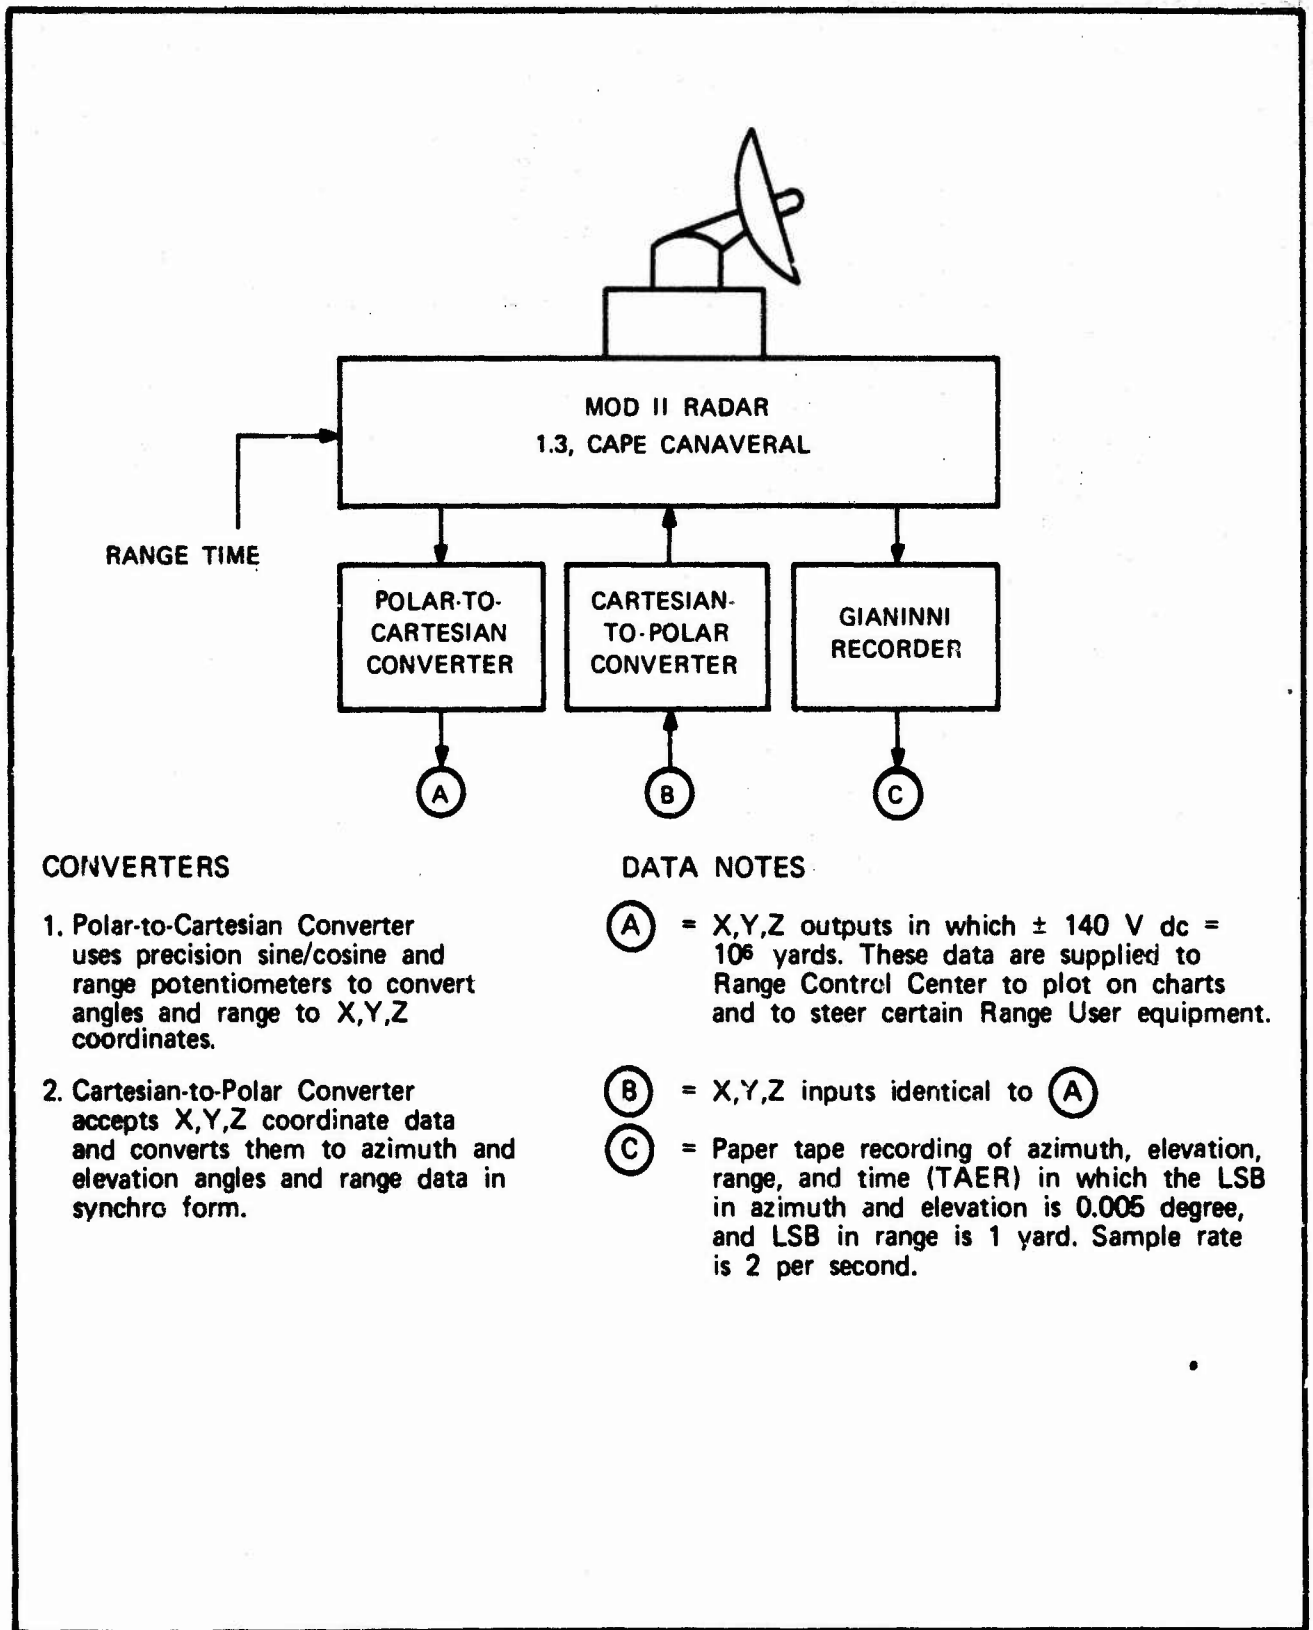 MOD II RADAR
1.3, CAPE CANAVERAL
RANGE TIME
POLAR-TO-
CARTESIAN
CONVERTER
CARTESIAN-
TO-POLAR
CONVERTER
GIANINNI
RECORDER
A
B
C
CONVERTERS
1. Polar-to-Cartesian Converter
uses precision sine/cosine and
range potentiometers to convert
angles and range to X,Y,Z
coordinates.
2. Cartesian-to-Polar Converter
accepts X,Y,Z coordinate data
and converts them to azimuth and
elevation angles and range data in
synchro form.
DATA NOTES
A = X,Y,Z outputs in which ± 140 V dc =
10⁶ yards. These data are supplied to
Range Control Center to plot on charts
and to steer certain Range User equipment.
B = X,Y,Z inputs identical to A
C = Paper tape recording of azimuth, elevation,
range, and time (TAER) in which the LSB
in azimuth and elevation is 0.005 degree,
and LSB in range is 1 yard. Sample rate
is 2 per second.